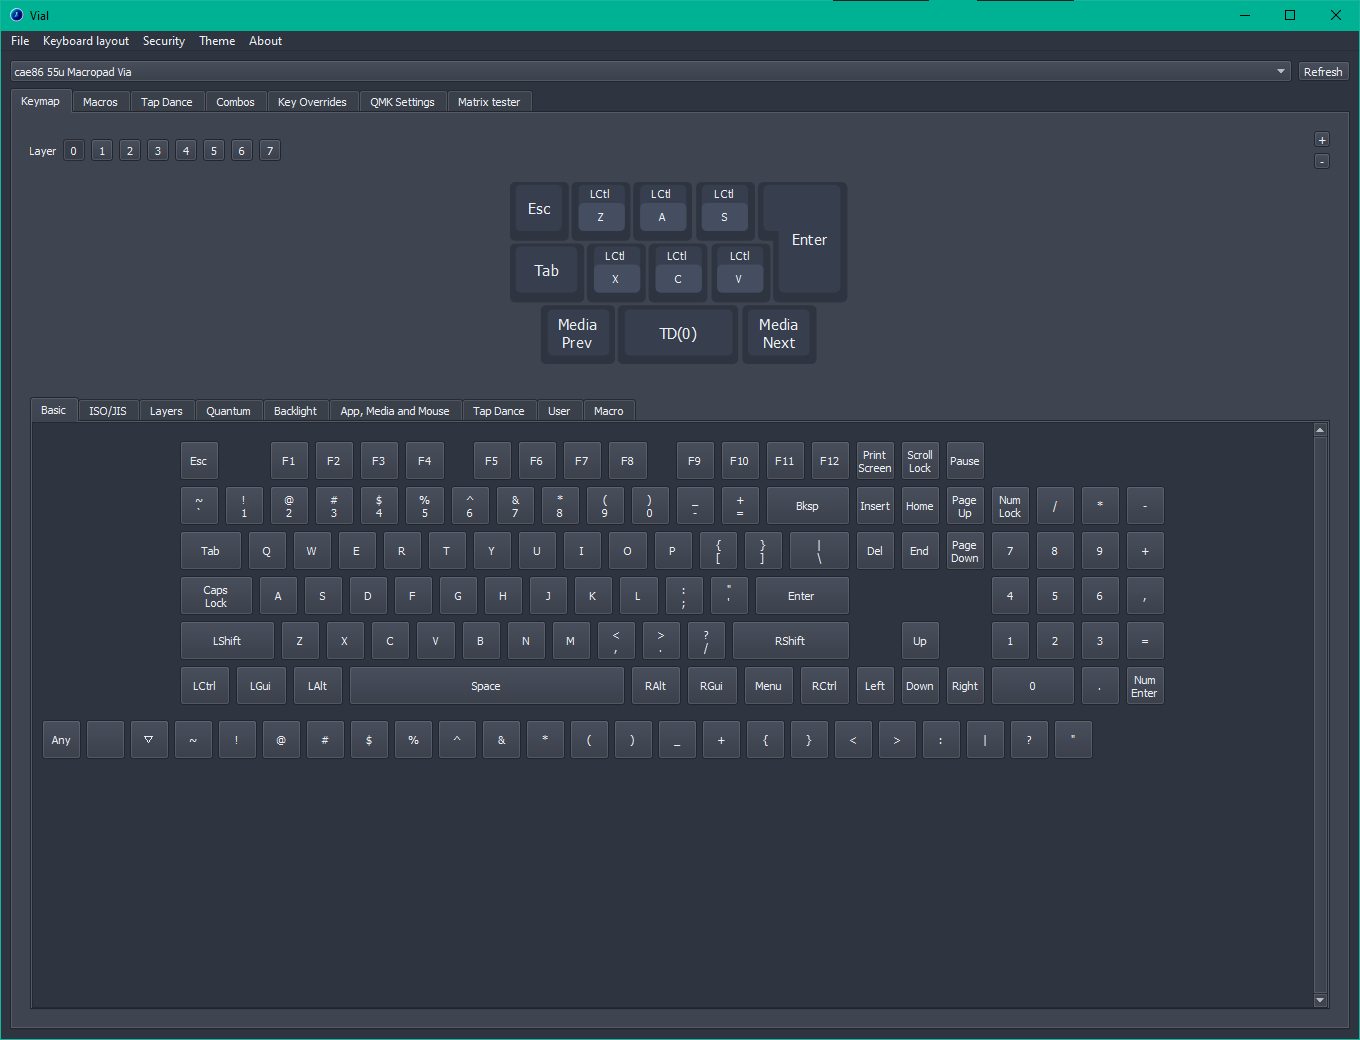 Vial
File Keyboard layout Security Theme About
cae86 55u Macropad Via Refresh
Keymap Macros Tap Dance Combos Key Overrides QMK Settings Matrix tester
+
Layer 0 1 2 3 4 5 6 7
-
LCtl LCtl LCtl
Esc Z A S
Enter
LCtl LCtl LCtl
Tab X C V
Media Media
TD(0)
Prev Next
Basic ISO/JIS Layers Quantum Backlight App, Media and Mouse Tap Dance User Macro
Print Scroll
Esc F1 F2 F3 F4 F5 F6 F7 F8 F9 F10 F11 F12 Pause
Screen Lock
~ ! @ # $ % ^ & * ( ) _ + Page Num
Bksp Insert Home / * -
` 1 2 3 4 5 6 7 8 9 0 - = Up Lock
{ } | Page
Tab Q W E R T Y U I O P Del End 7 8 9 +
[ ] \ Down
Caps : "
A S D F G H J K L Enter 4 5 6 ,
Lock ; '
< > ?
LShift Z X C V B N M RShift Up 1 2 3 =
, . /
Num
LCtrl LGui LAlt Space RAlt RGui Menu RCtrl Left Down Right 0 .
Enter
Any ▽ ~ ! @ # $ % ^ & * ( ) _ + { } < > : | ? "